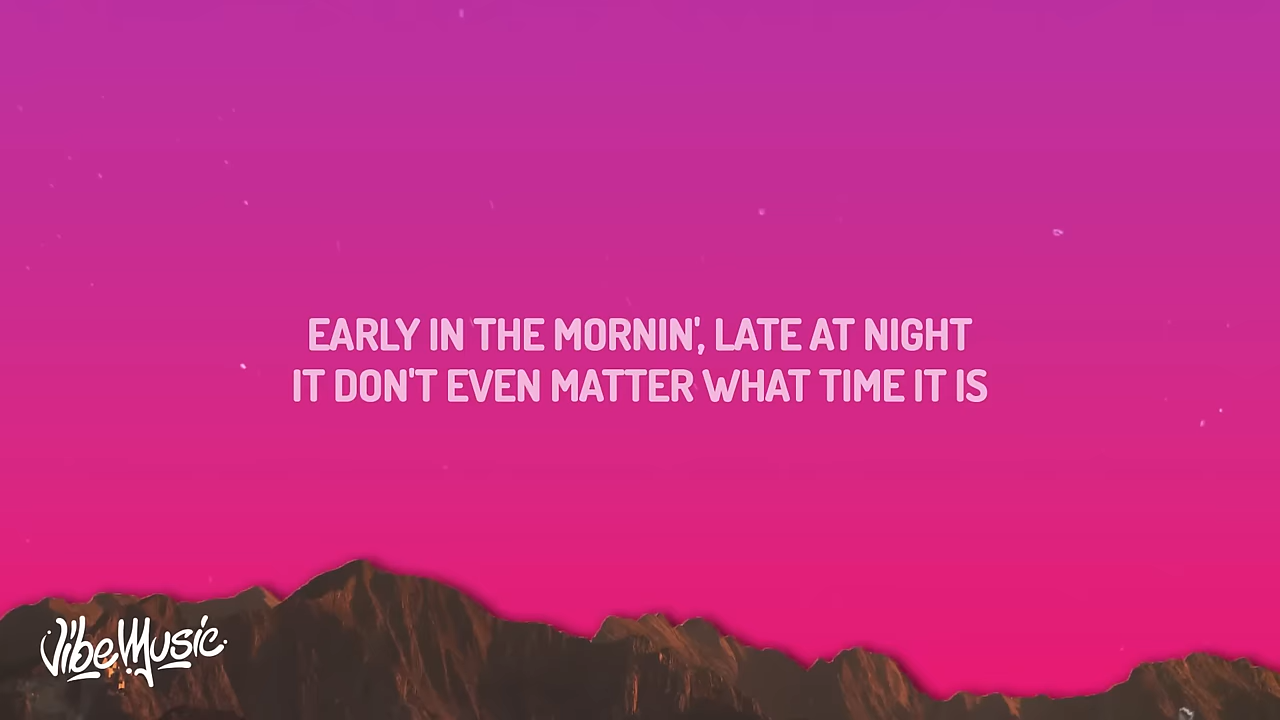 EARLY IN THE MORNIN', LATE AT NIGHT
IT DON'T EVEN MATTER WHAT TIME IT IS
VibeMusic